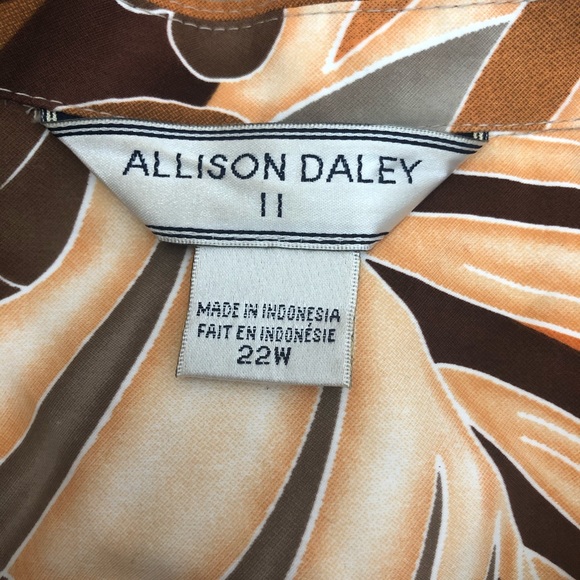 ALLISON DALEY
II
MADE IN INDONESIA
FAIT EN INDONÉSIE
22W